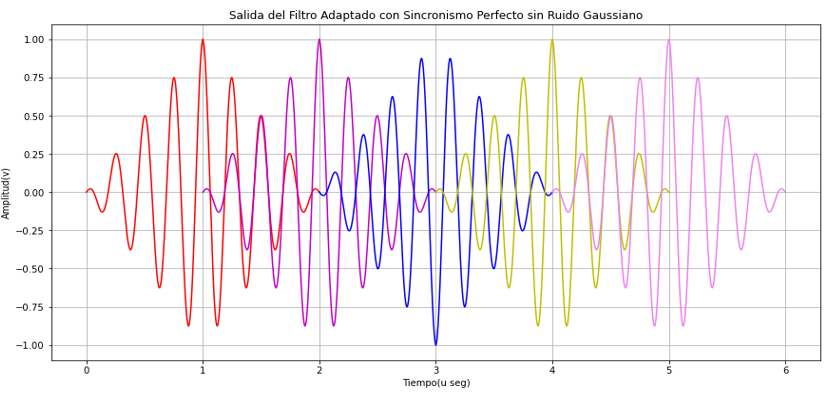 Salida del Filtro Adaptado con Sincronismo Perfecto sin Ruido Gaussiano
1.00
0.75
0.50
0.25
0.00
−0.25
−0.50
−0.75
−1.00
Amplitud(v)
0 1 2 3 4 5 6
Tiempo(u seg)